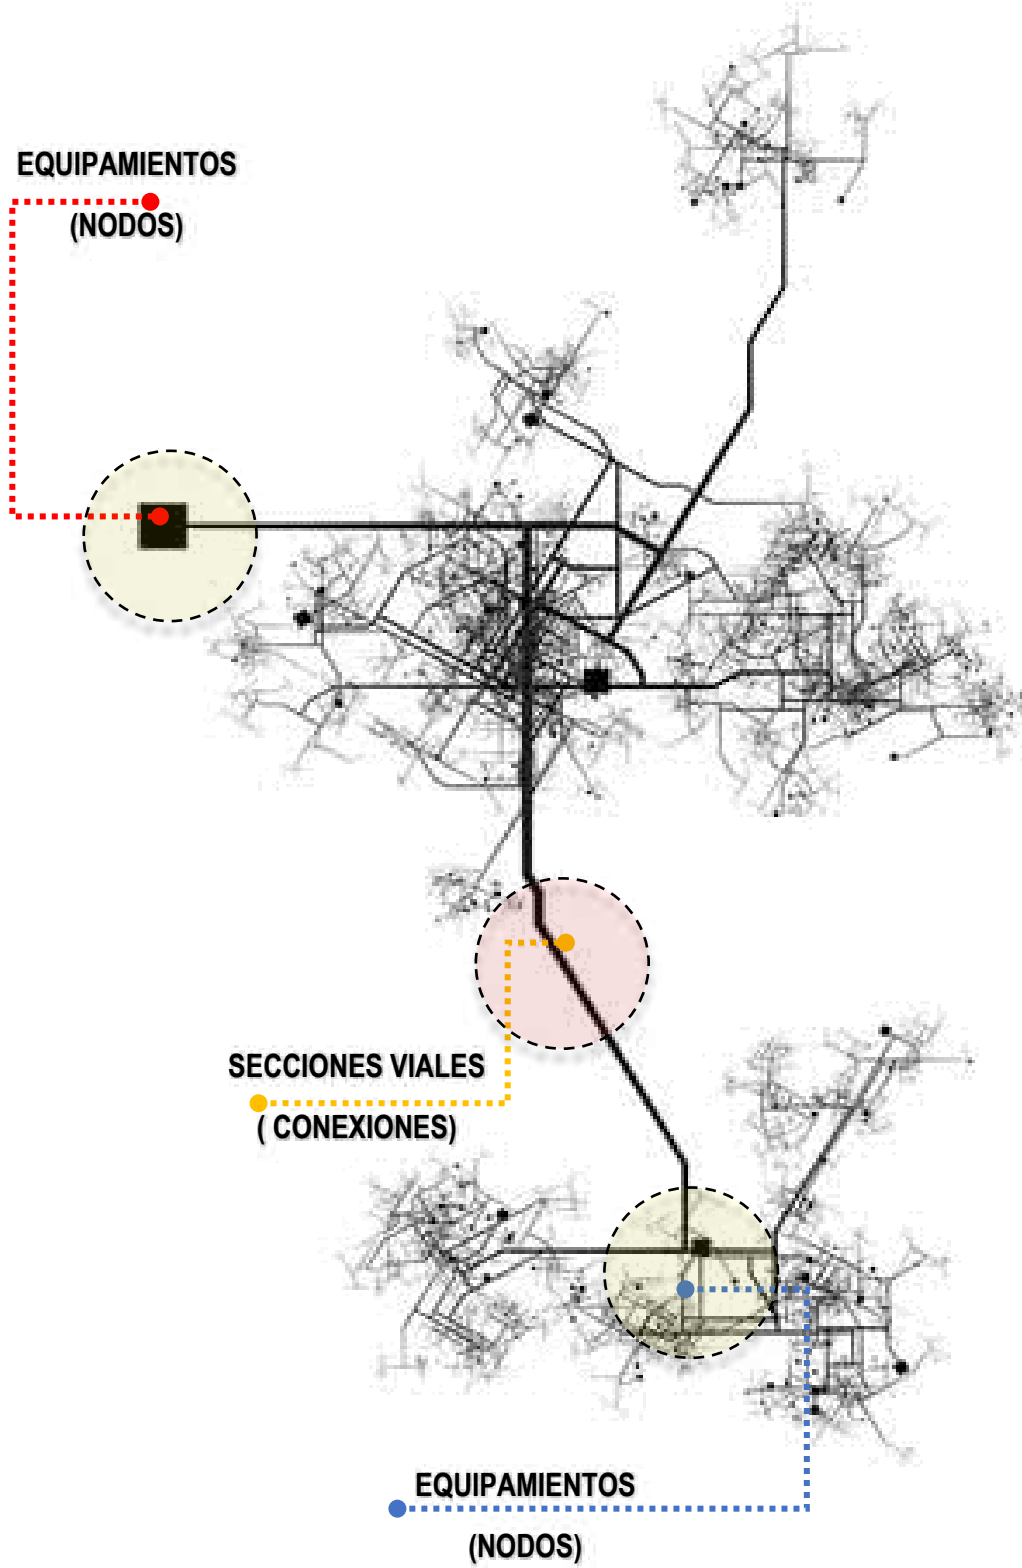 EQUIPAMIENTOS
(NODOS)
SECCIONES VIALES
( CONEXIONES)
EQUIPAMIENTOS
(NODOS)